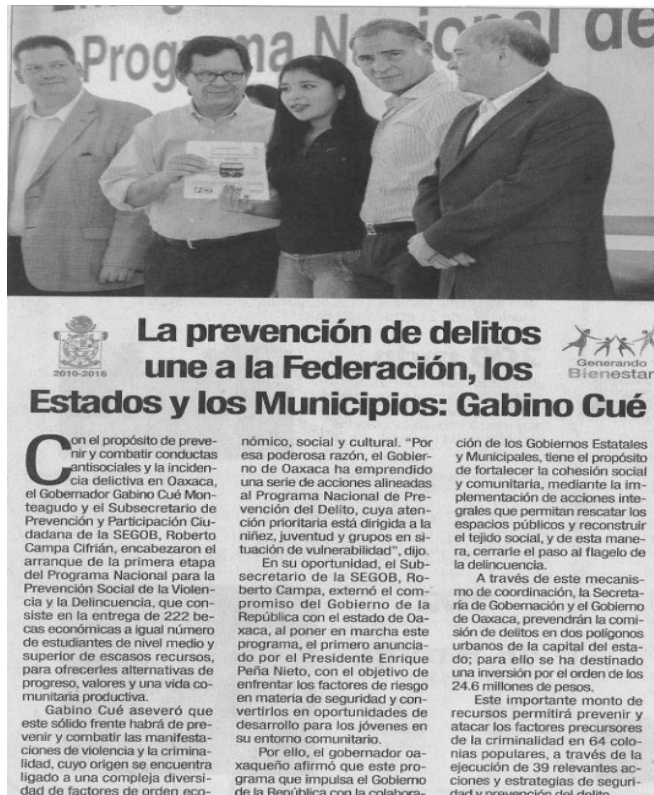 Programa Nacional de
La prevención de delitos
une a la Federación, los
Estados y los Municipios: Gabino Cué
2010-2016
Generando
Bienestar
Con el propósito de preve-
nir y combatir conductas
antisociales y la inciden-
cia delictiva en Oaxaca,
el Gobernador Gabino Cué Mon-
teagudo y el Subsecretario de
Prevención y Participación Ciu-
dadana de la SEGOB, Roberto
Campa Cifrián, encabezaron el
arranque de la primera etapa
del Programa Nacional para la
Prevención Social de la Violen-
cia y la Delincuencia, que con-
siste en la entrega de 222 be-
cas económicas a igual número
de estudiantes de nivel medio y
superior de escasos recursos,
para ofrecerles alternativas de
progreso, valores y una vida co-
munitaria productiva.
Gabino Cué aseveró que
este sólido frente habrá de pre-
venir y combatir las manifesta-
ciones de violencia y la crimina-
lidad, cuyo origen se encuentra
ligado a una compleja diversi-
dad de factores de orden eco-
nómico, social y cultural. "Por
esa poderosa razón, el Gobier-
no de Oaxaca ha emprendido
una serie de acciones alineadas
al Programa Nacional de Pre-
vención del Delito, cuya aten-
ción prioritaria está dirigida a la
niñez, juventud y grupos en si-
tuación de vulnerabilidad", dijo.
En su oportunidad, el Sub-
secretario de la SEGOB, Ro-
berto Campa, externó el com-
promiso del Gobierno de la
República con el estado de Oa-
xaca, al poner en marcha este
programa, el primero anuncia-
do por el Presidente Enrique
Peña Nieto, con el objetivo de
enfrentar los factores de riesgo
en materia de seguridad y con-
vertirlos en oportunidades de
desarrollo para los jóvenes en
su entorno comunitario.
Por ello, el gobernador oa-
xaqueño afirmó que este pro-
grama que impulsa el Gobierno
de la República con la colabora-
ción de los Gobiernos Estatales
y Municipales, tiene el propósito
de fortalecer la cohesión social
y comunitaria, mediante la im-
plementación de acciones inte-
grales que permitan rescatar los
espacios públicos y reconstruir
el tejido social, y de esta mane-
ra, cerrarle el paso al flagelo de
la delincuencia.
A través de este mecanis-
mo de coordinación, la Secreta-
ría de Gobernación y el Gobierno
de Oaxaca, prevendrán la comi-
sión de delitos en dos polígonos
urbanos de la capital del esta-
do; para ello se ha destinado
una inversión por el orden de los
24.6 millones de pesos.
Este importante monto de
recursos permitirá prevenir y
atacar los factores precursores
de la criminalidad en 64 colo-
nias populares, a través de la
ejecución de 39 relevantes ac-
ciones y estrategias de seguri-
dad y prevención del delito